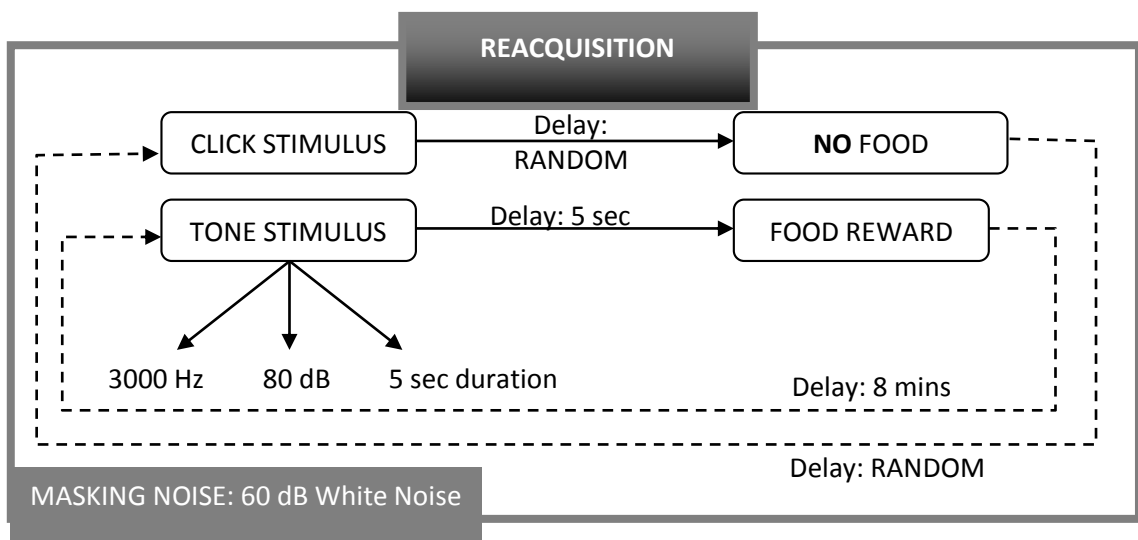 REACQUISITION
CLICK STIMULUS
Delay:
RANDOM
NO FOOD
TONE STIMULUS
Delay: 5 sec
FOOD REWARD
3000 Hz
80 dB
5 sec duration
Delay: 8 mins
Delay: RANDOM
MASKING NOISE: 60 dB White Noise